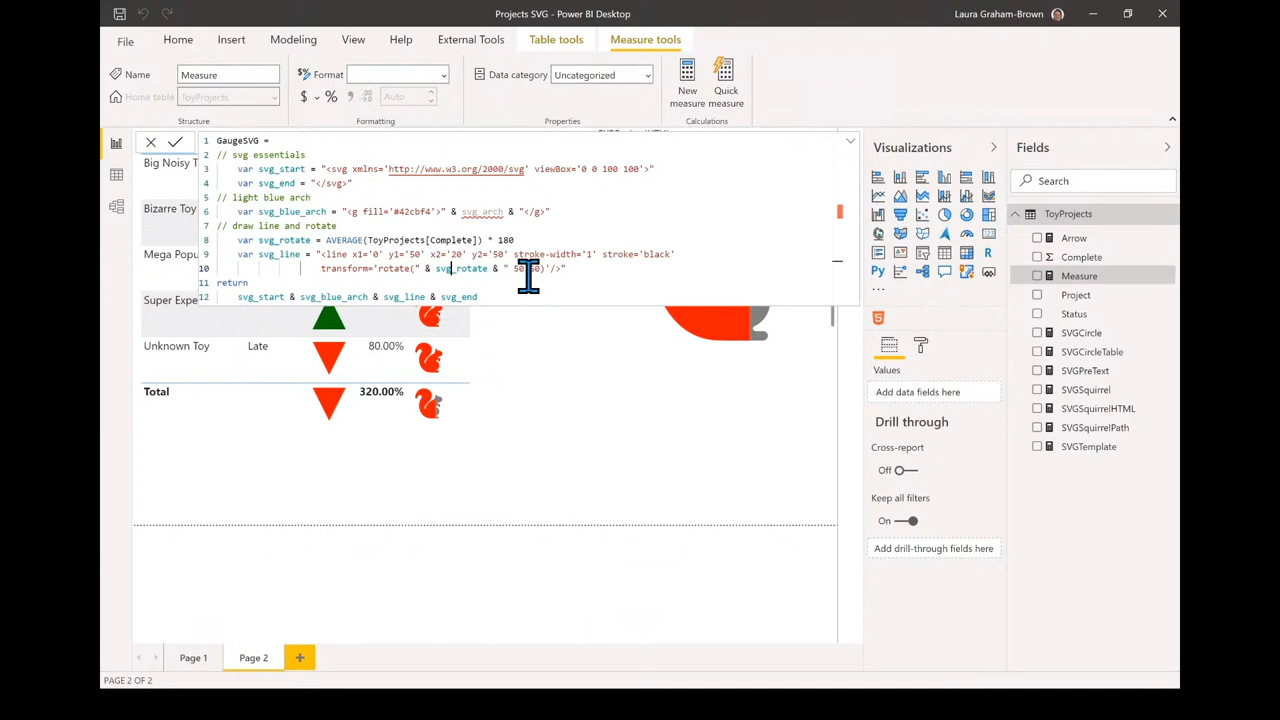 Projects SVG - Power BI Desktop
Laura Graham-Brown
File
Home
Insert
Modeling
View
Help
External Tools
Table tools
Measure tools
Name
Measure
Format
Data category
Uncategorized
Home table
ToyProjects
$
%
Auto
New measure
Quick measure
Structure
Formatting
Properties
Calculations
Big Noisy T
Bizarre Toy
Mega Popu
Super Expe
1 GaugeSVG =
2 // svg essentials
3 var svg_start = "<svg xmlns='http://www.w3.org/2000/svg' viewBox='0 0 100 100'>"
4 var svg_end = "</svg>"
5 // light blue arch
6 var svg_blue_arch = "<g fill='#42cbf4'>" & svg_arch & "</g>"
7 // draw line and rotate
8 var svg_rotate = AVERAGE(ToyProjects[Complete]) * 180
9 var svg_line = "<line x1='0' y1='50' x2='20' y2='50' stroke-width='1' stroke='black'
10 transform='rotate(" & svg_rotate & " 50 50)'/>"
11 return
12 svg_start & svg_blue_arch & svg_line & svg_end
Unknown Toy Late 80.00%
Total 320.00%
Visualizations
Values
Add data fields here
Drill through
Cross-report
Off
Keep all filters
On
Add drill-through fields here
Fields
Search
ToyProjects
Arrow
Complete
Measure
Project
Status
SVGCircle
SVGCircleTable
SVGPreText
SVGSquirrel
SVGSquirrelHTML
SVGSquirrelPath
SVGTemplate
Page 1
Page 2
PAGE 2 OF 2